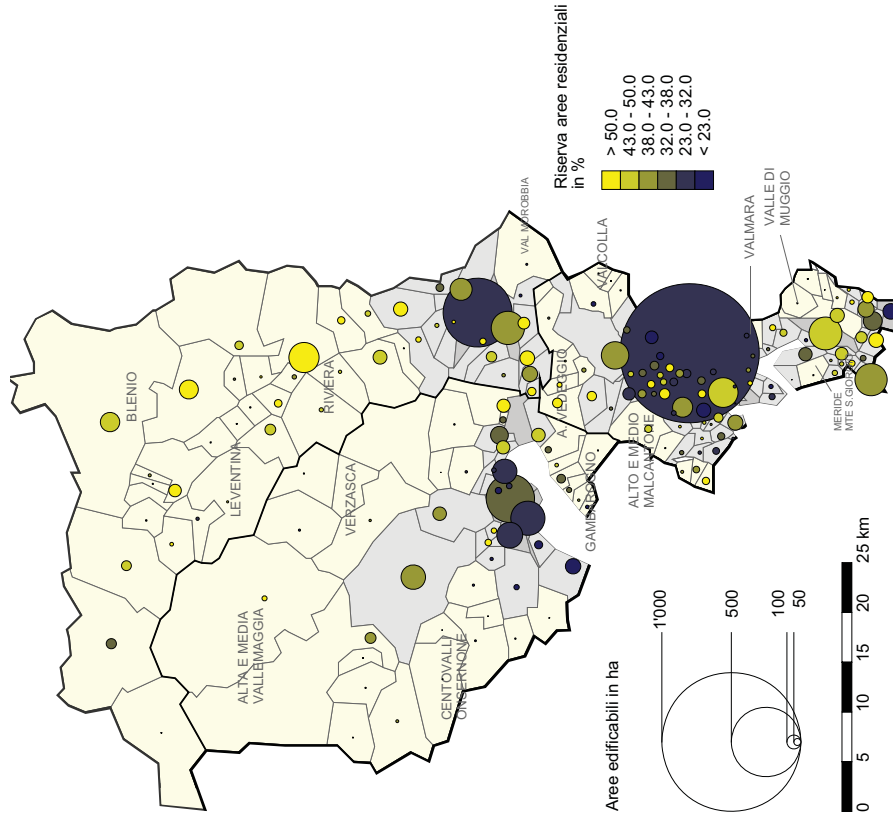 BLENIO
RIVIERA
LEVENTINA
VERZASCA
ALTA E MEDIA
VALLEMAGGIA
CENTOVALLI
ONSERNONE
GAMBAROGNO
A. VEDEGGIO
VAL MOROBBIA
VALCOLLA
ALTO E MEDIO
MALCANTONE
VALMARA
VALLE DI
MUGGIO
MERIDE
MTE S.GIORGIO
Riserva aree residenziali
in %
> 50.0
43.0 - 50.0
38.0 - 43.0
32.0 - 38.0
23.0 - 32.0
< 23.0
Aree edificabili in ha
1'000
500
100
50
0
5
10
15
20
25 km